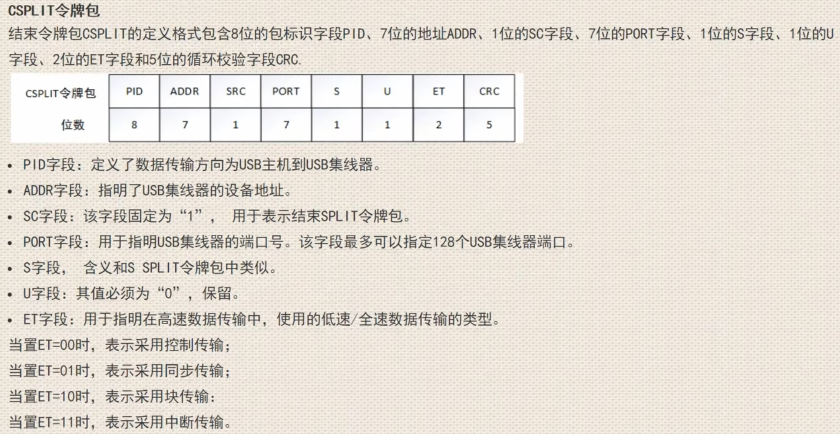 CSPLIT令牌包
结束令牌包CSPLIT的定义格式包含8位的包标识字段PID、7位的地址ADDR、1位的SC字段、7位的PORT字段、1位的S字段、1位的U
字段、2位的ET字段和5位的循环校验字段CRC.
CSPLIT令牌包 PID ADDR SRC PORT S U ET CRC
位数 8 7 1 7 1 1 2 5
• PID字段：定义了数据传输方向为USB主机到USB集线器。
• ADDR字段：指明了USB集线器的设备地址。
• SC字段：该字段固定为“1”， 用于表示结束SPLIT令牌包。
• PORT字段：用于指明USB集线器的端口号。该字段最多可以指定128个USB集线器端口。
• S字段， 含义和S SPLIT令牌包中类似。
• U字段：其值必须为“0”，保留。
• ET字段：用于指明在高速数据传输中，使用的低速/全速数据传输的类型。
当置ET=00时，表示采用控制传输；
当置ET=01时，表示采用同步传输；
当置ET=10时，表示采用块传输：
当置ET=11时，表示采用中断传输。